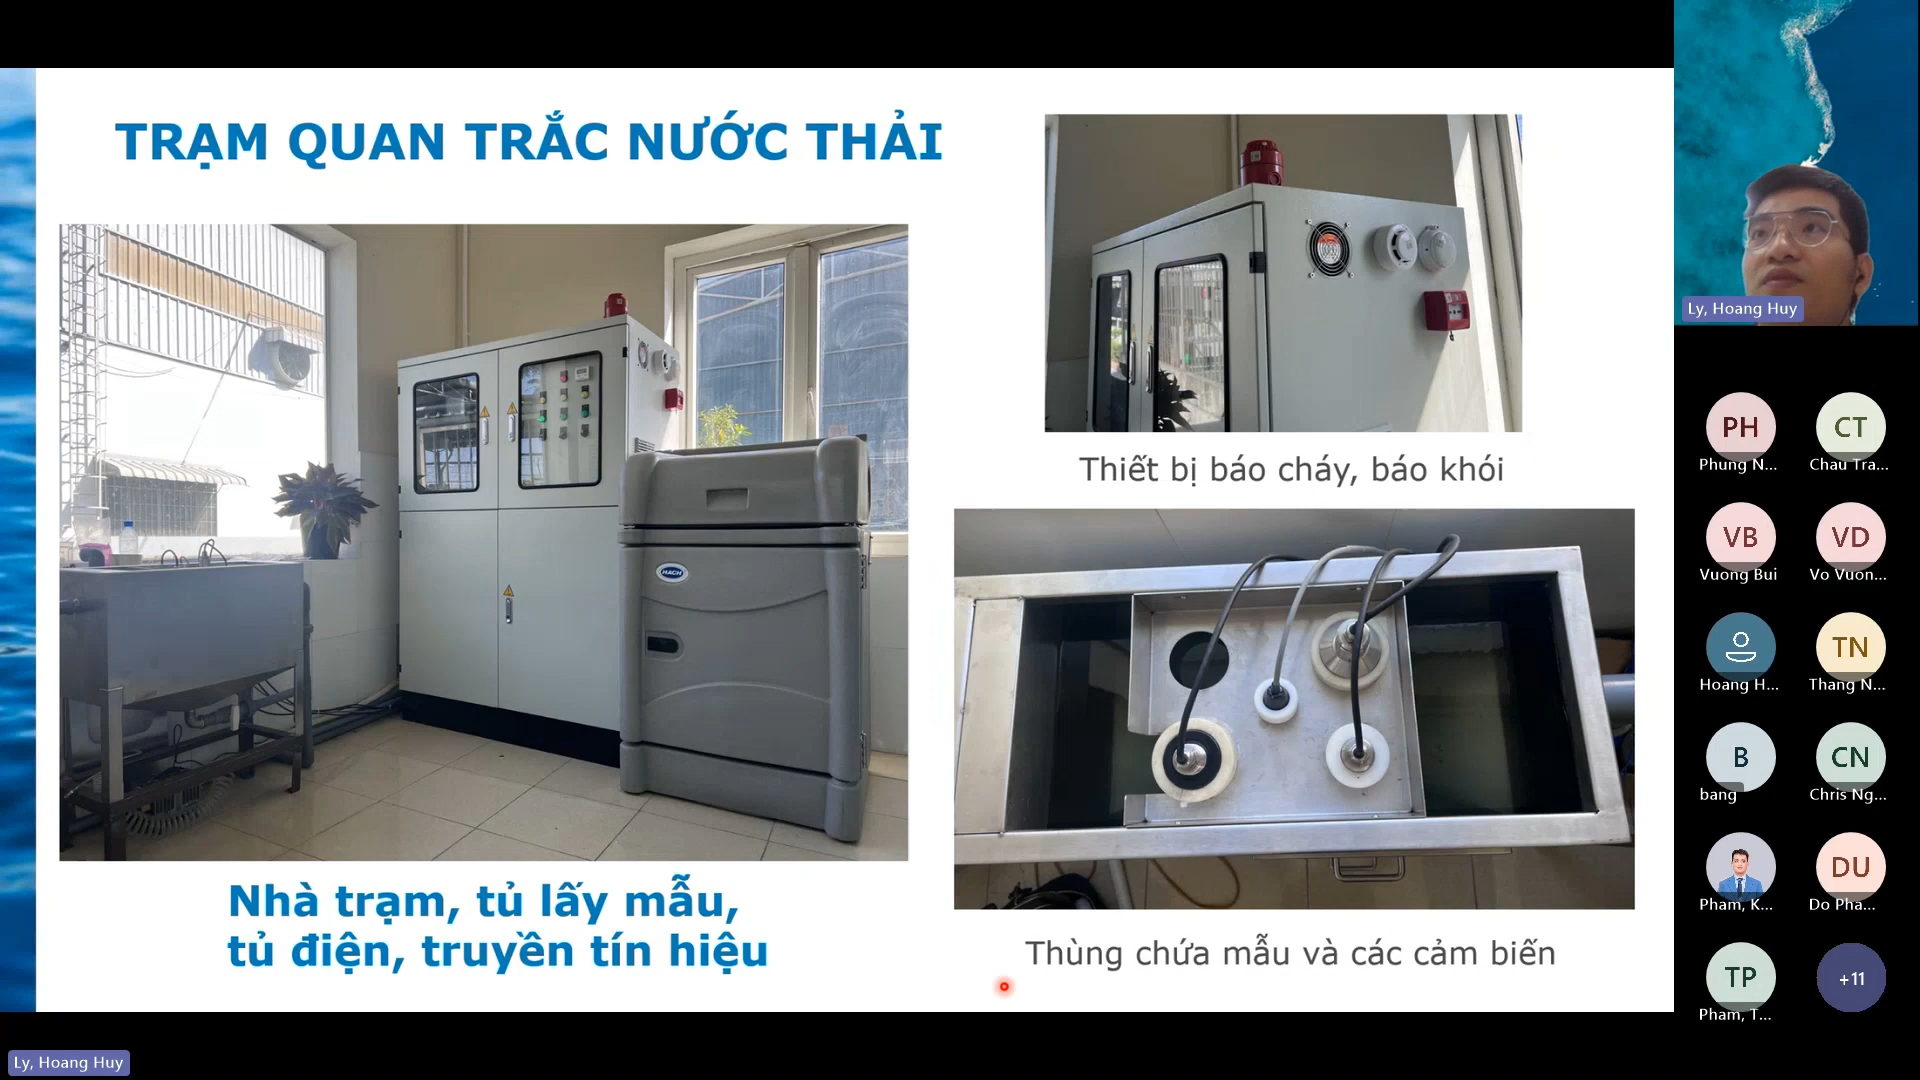 TRẠM QUAN TRẮC NƯỚC THẢI
HACH
Nhà trạm, tủ lấy mẫu,
tủ điện, truyền tín hiệu
Thiết bị báo cháy, báo khói
Thùng chứa mẫu và các cảm biến
Ly, Hoang Huy
PH
Phung N...
CT
Chau Tra...
VB
Vuong Bui
VD
Vo Vuon...
Hoang H...
TN
Thang N...
B
bang
CN
Chris Ng...
Pham, K...
DU
Do Pha...
TP
Pham, T...
+11
Ly, Hoang Huy